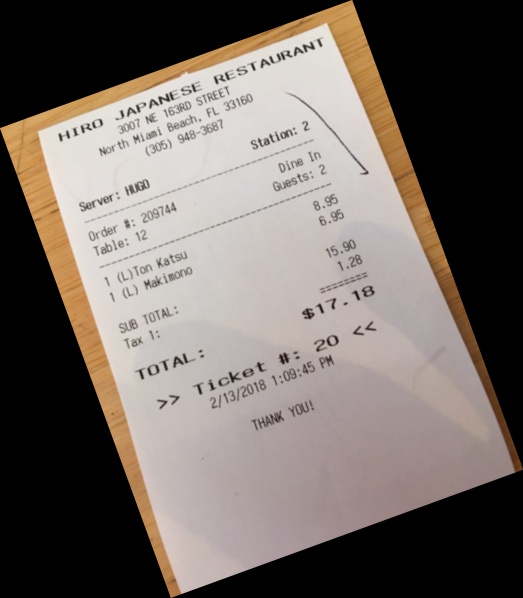 HIRO JAPANESE RESTAURANT
3007 NE 163RD STREET
North Miami Beach, FL 33160
(305) 948-3687
Server: HUGO Station: 2
Order #: 209744 Dine In
Table: 12 Guests: 2
1 (L)Ton Katsu 8.95
1 (L) Makimono 6.95
SUB TOTAL: 15.90
Tax 1: 1.28
========
TOTAL: $17.18
>> Ticket #: 20 <<
2/13/2018 1:09:45 PM
THANK YOU!